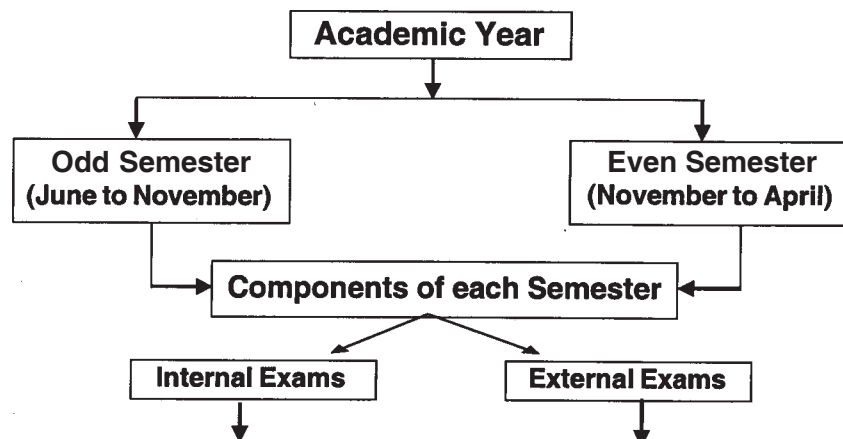 Academic Year
Odd Semester
(June to November)
Even Semester
(November to April)
Components of each Semester
Internal Exams
External Exams